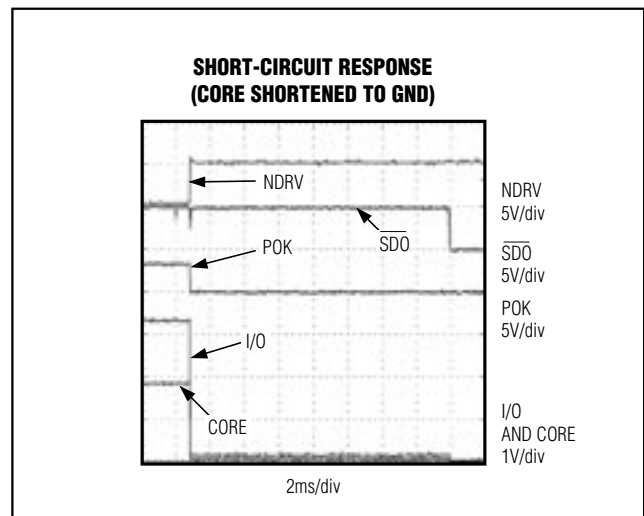 SHORT-CIRCUIT RESPONSE
(CORE SHORTENED TO GND)
NDRV
SDO
POK
I/O
CORE
NDRV
5V/div
SDO
5V/div
POK
5V/div
I/O
AND CORE
1V/div
2ms/div